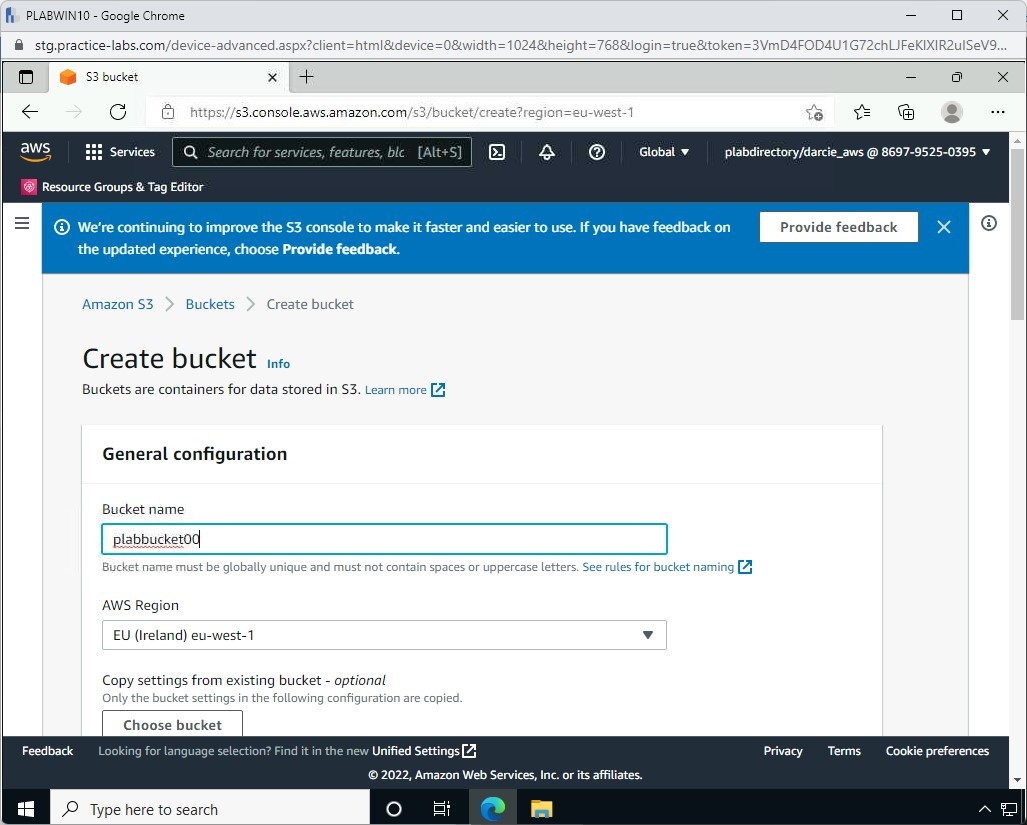 PLABWIN10 - Google Chrome
stg.practice-labs.com/device-advanced.aspx?client=html&device=0&width=1024&height=768&login=true&token=3VmD4FOD4U1G72chLJFeKlXIR2uISeV9...
S3 bucket
https://s3.console.aws.amazon.com/s3/bucket/create?region=eu-west-1
aws Services Search for services, features, blc [Alt+S] Global plabdirectory/darcie_aws @ 8697-9525-0395
Resource Groups & Tag Editor
We're continuing to improve the S3 console to make it faster and easier to use. If you have feedback on
the updated experience, choose Provide feedback.
Provide feedback
Amazon S3 > Buckets > Create bucket
Create bucket Info
Buckets are containers for data stored in S3. Learn more
General configuration
Bucket name
plabbucket00
Bucket name must be globally unique and must not contain spaces or uppercase letters. See rules for bucket naming
AWS Region
EU (Ireland) eu-west-1
Copy settings from existing bucket - optional
Only the bucket settings in the following configuration are copied.
Choose bucket
Feedback Looking for language selection? Find it in the new Unified Settings Privacy Terms Cookie preferences
© 2022, Amazon Web Services, Inc. or its affiliates.
Type here to search